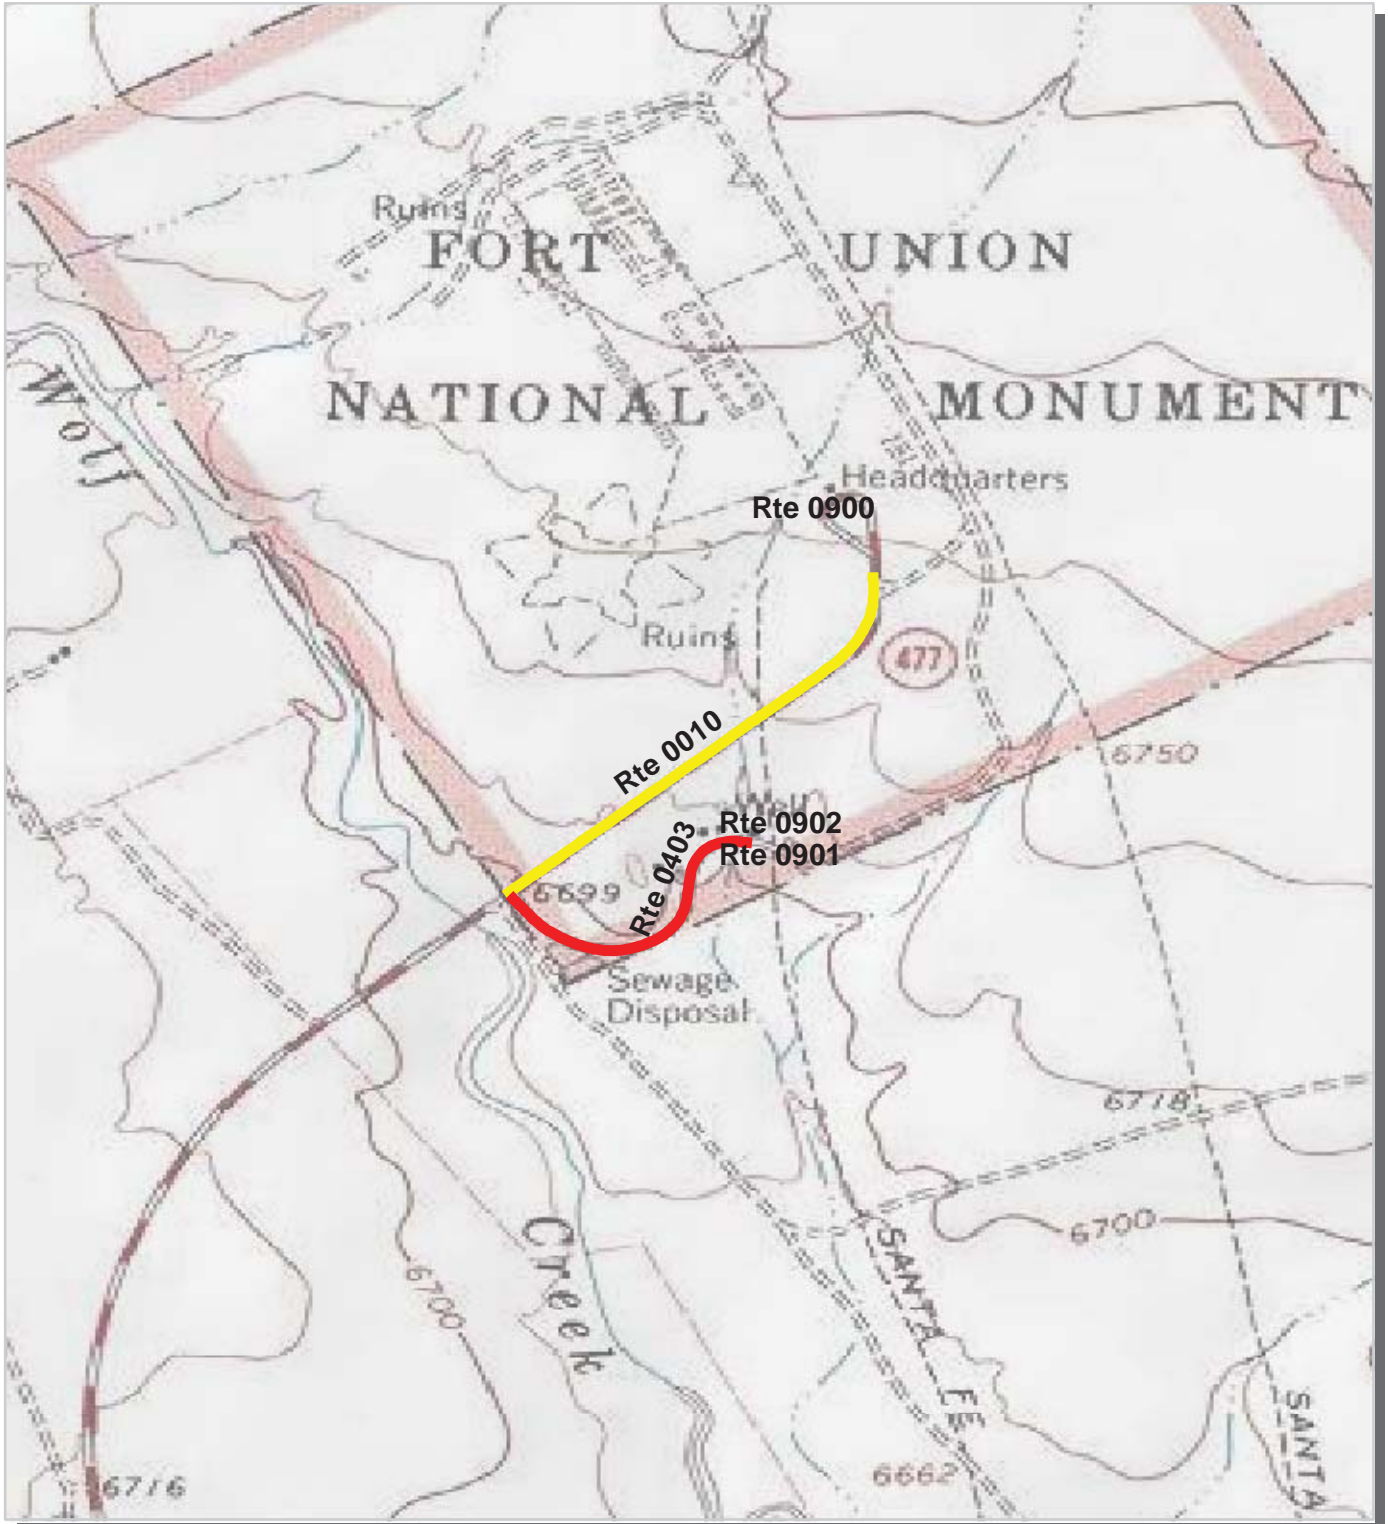 Ruins
FORT UNION
Wolf
NATIONAL MONUMENT
Headquarters
Rte 0900
Ruins
477
Rte 0010
6750
Well
Rte 0902
Rte 0403
Rte 0901
6699
Sewage
Disposal
6718
6700
Creek
6700
SANTA FE
SANTA
6662
6716